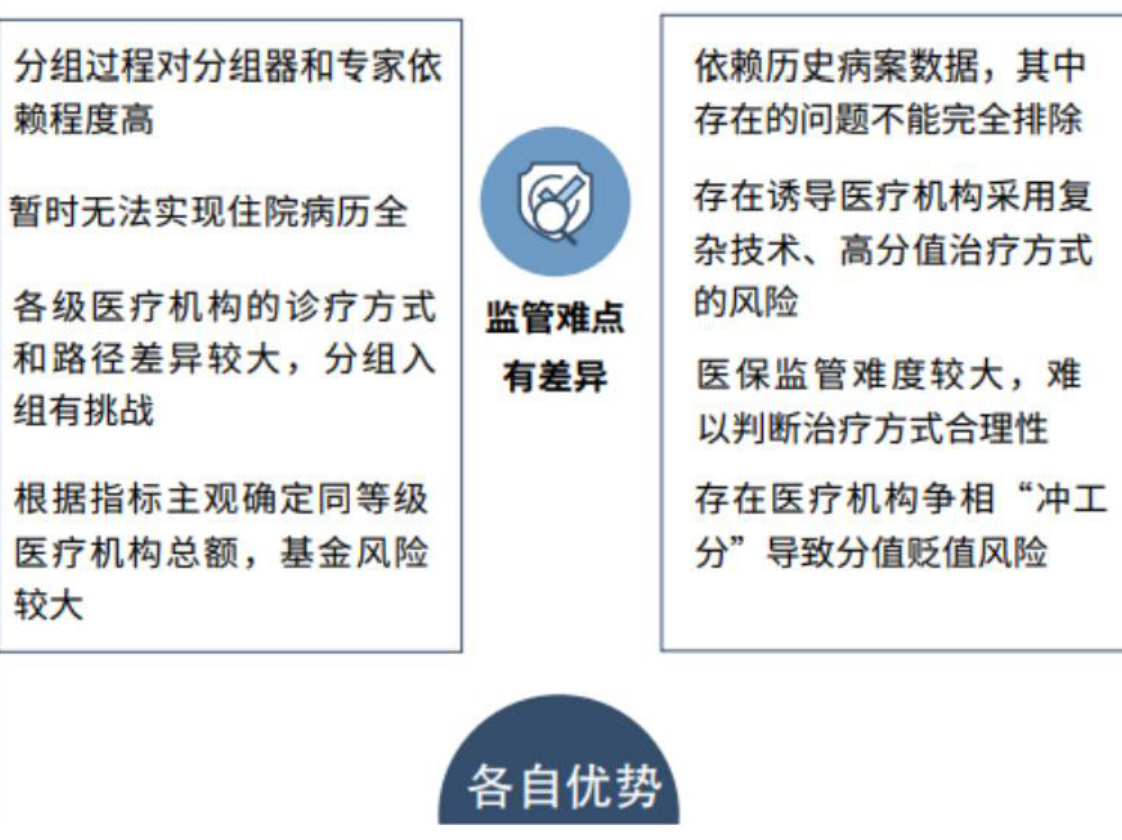 分组过程对分组器和专家依
赖程度高
暂时无法实现住院病历全
各级医疗机构的诊疗方式
和路径差异较大，分组入
组有挑战
根据指标主观确定同等级
医疗机构总额，基金风险
较大
监管难点
有差异
依赖历史病案数据，其中
存在的问题不能完全排除
存在诱导医疗机构采用复
杂技术、高分值治疗方式
的风险
医保监管难度较大，难
以判断治疗方式合理性
存在医疗机构争相“冲工
分”导致分值贬值风险
各自优势